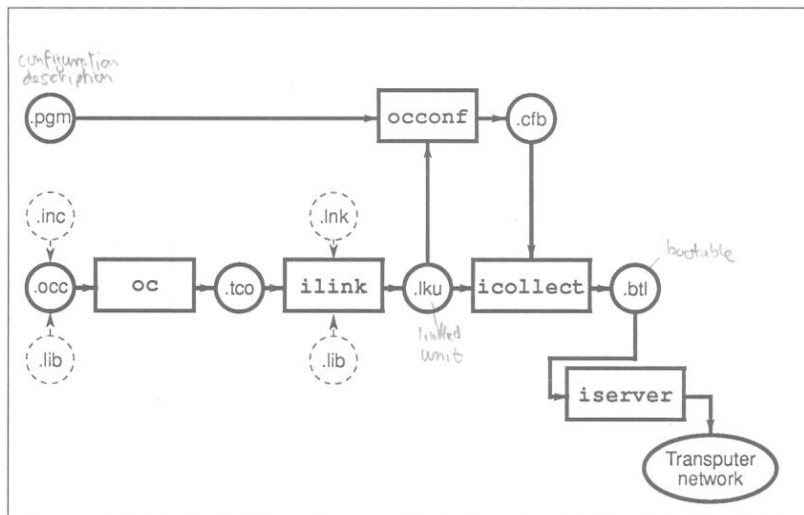 configuration
description
.pgm
occonf
.cfb
.inc
.lnk
.occ
oc
.tco
ilink
.lku
icollect
.btl
bootable
.lib
.lib
linked
unit
iserver
Transputer
network